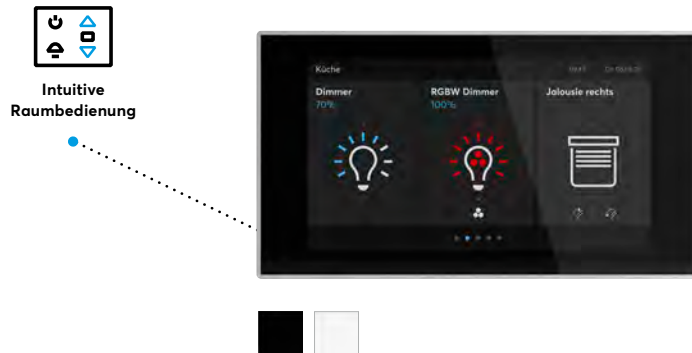 Intuitive
Raumbedienung
Küche
Dimmer
70%
RGBW Dimmer
100%
Jalousie rechts